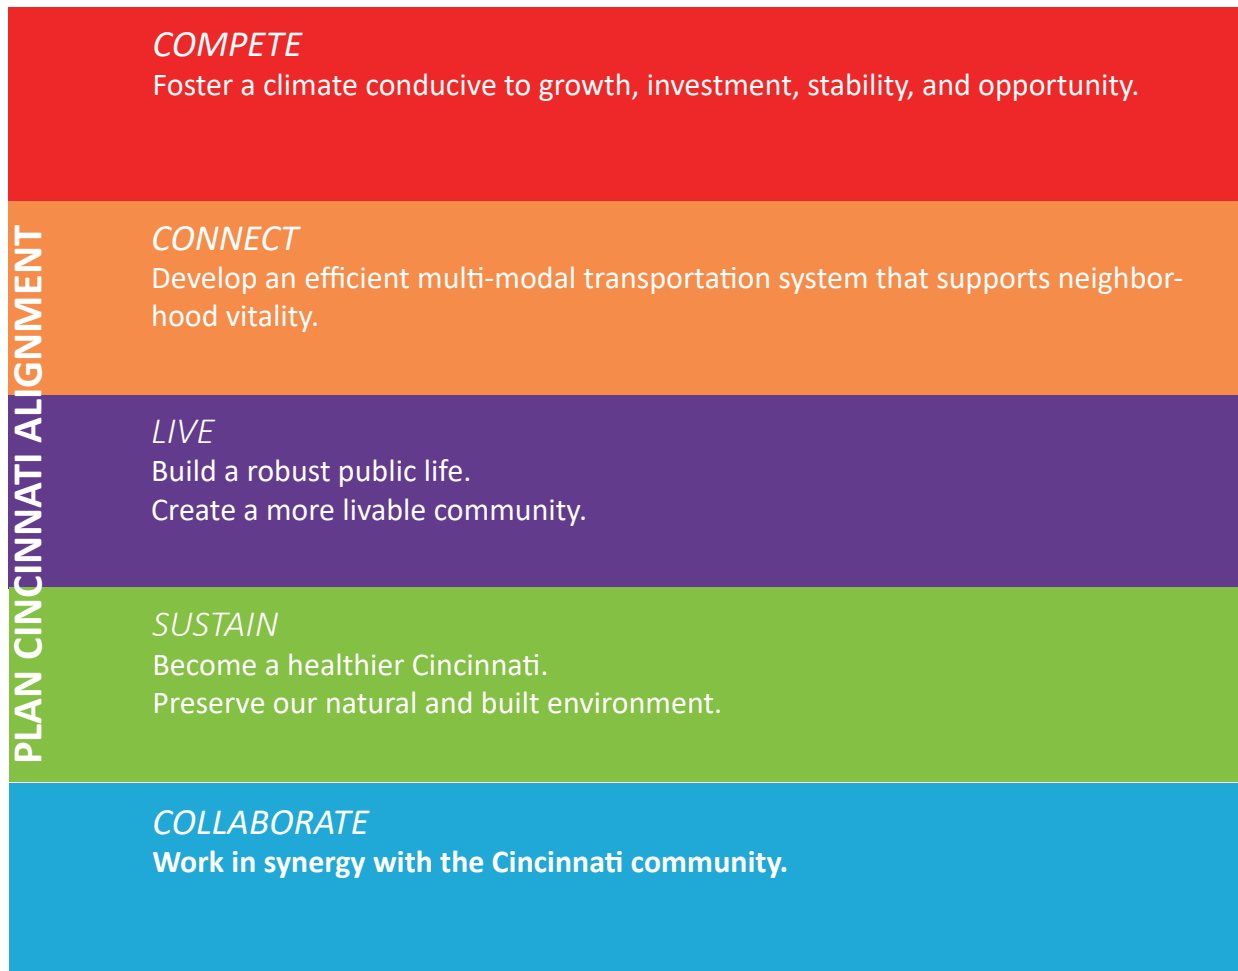 PLAN CINCINNATI ALIGNMENT
COMPETE
Foster a climate conducive to growth, investment, stability, and opportunity.
CONNECT
Develop an efficient multi-modal transportation system that supports neighbor-
hood vitality.
LIVE
Build a robust public life.
Create a more livable community.
SUSTAIN
Become a healthier Cincinnati.
Preserve our natural and built environment.
COLLABORATE
Work in synergy with the Cincinnati community.